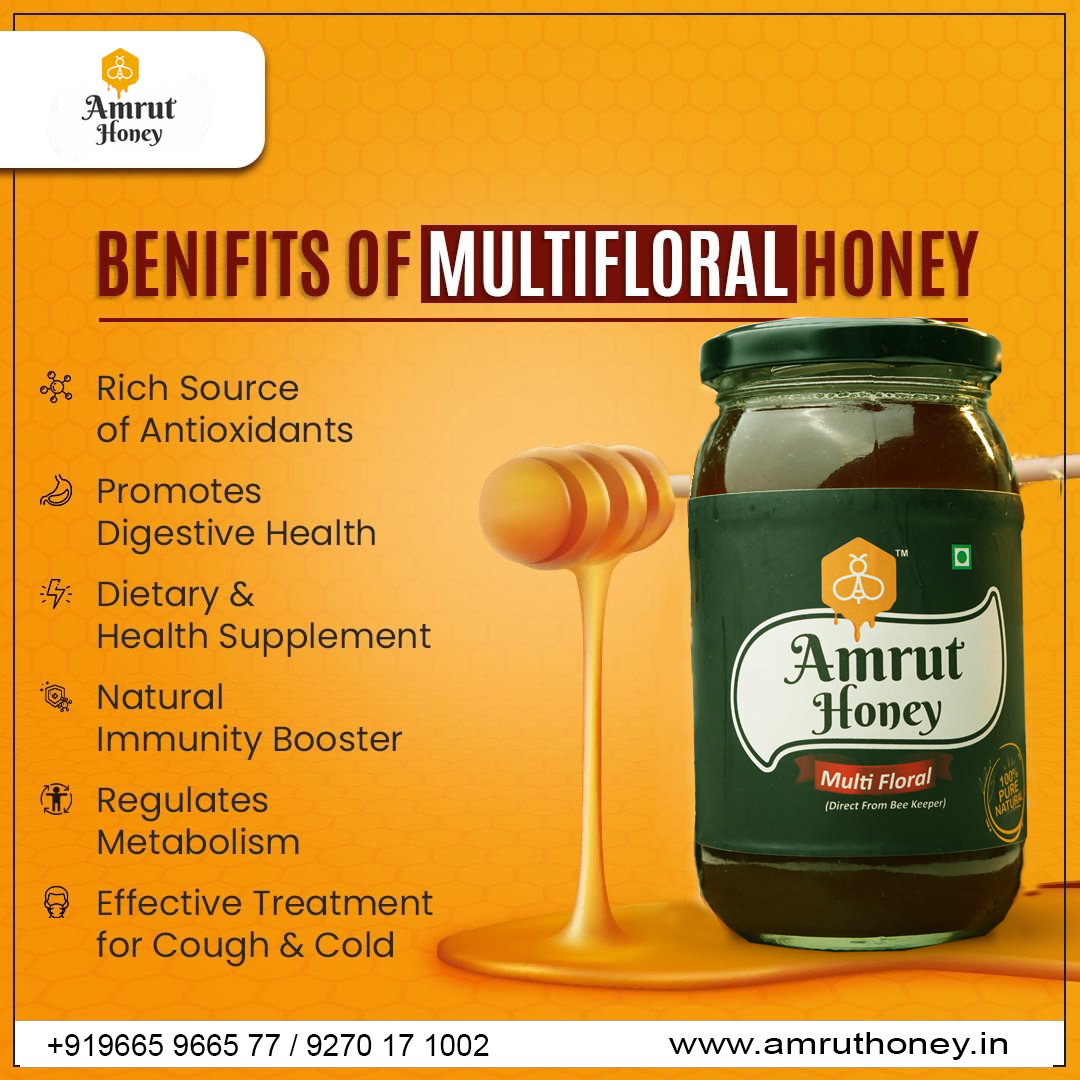 Amrut
Honey
BENIFITS OF MULTIFLORAL HONEY
Rich Source
of Antioxidants
Promotes
Digestive Health
Dietary &
Health Supplement
Natural
Immunity Booster
Regulates
Metabolism
Effective Treatment
for Cough & Cold
TM
Amrut
Honey
Multi Floral
(Direct From Bee Keeper)
100%
PURE
NATURAL
+919665 9665 77 / 9270 17 1002
www.amruthoney.in